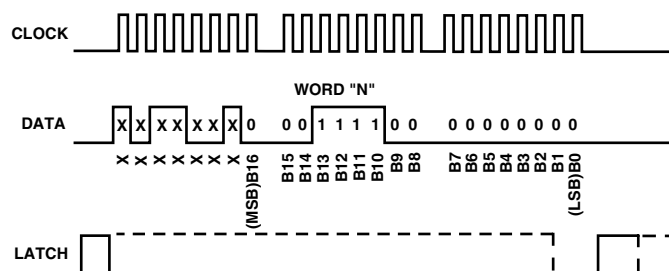 CLOCK
WORD "N"
DATA
X X X X X X X 0 0 0 1 1 1 1 0 0 0 0 0 0 0 0 0 0
X X X X X X X (MSB)B16 B15 B14 B13 B12 B11 B10 B9 B8 B7 B6 B5 B4 B3 B2 B1 (LSB)B0
LATCH